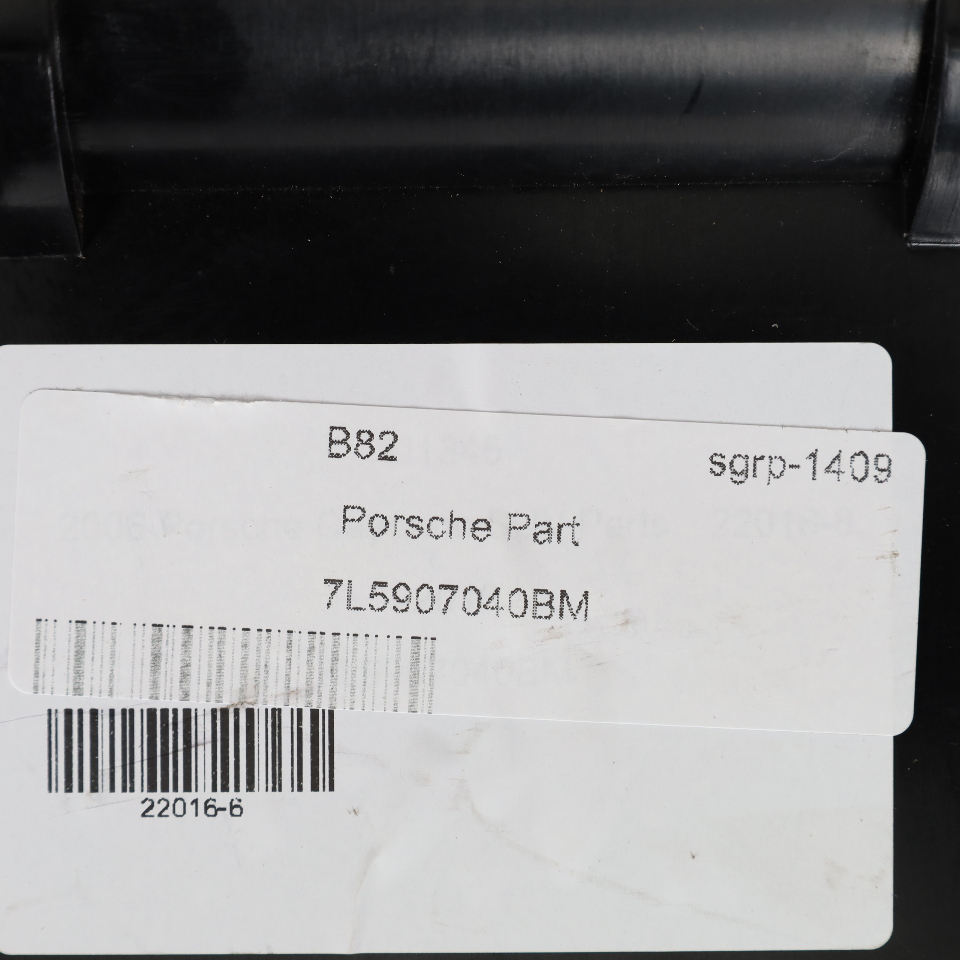 B82
sgrp-1409
Porsche Part
7L5907040BM
22016-6